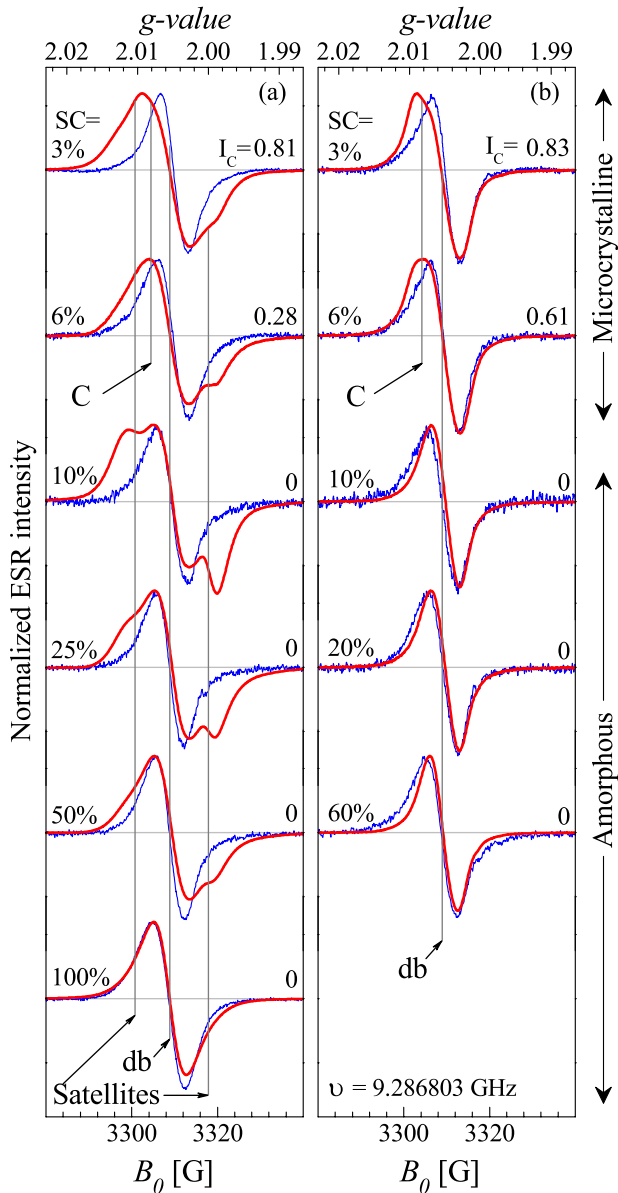 g-value
g-value
2.02 2.01 2.00 1.99
2.02 2.01 2.00 1.99
(a)
SC=
3%
I_C=0.81
6%
0.28
C
10%
0
25%
0
50%
0
100%
0
db
Satellites
3300 3320
B_0 [G]
(b)
SC=
3%
I_C=0.83
6%
0.61
C
10%
0
20%
0
60%
0
db
υ = 9.286803 GHz
3300 3320
B_0 [G]
Normalized ESR intensity
Microcrystalline
Amorphous